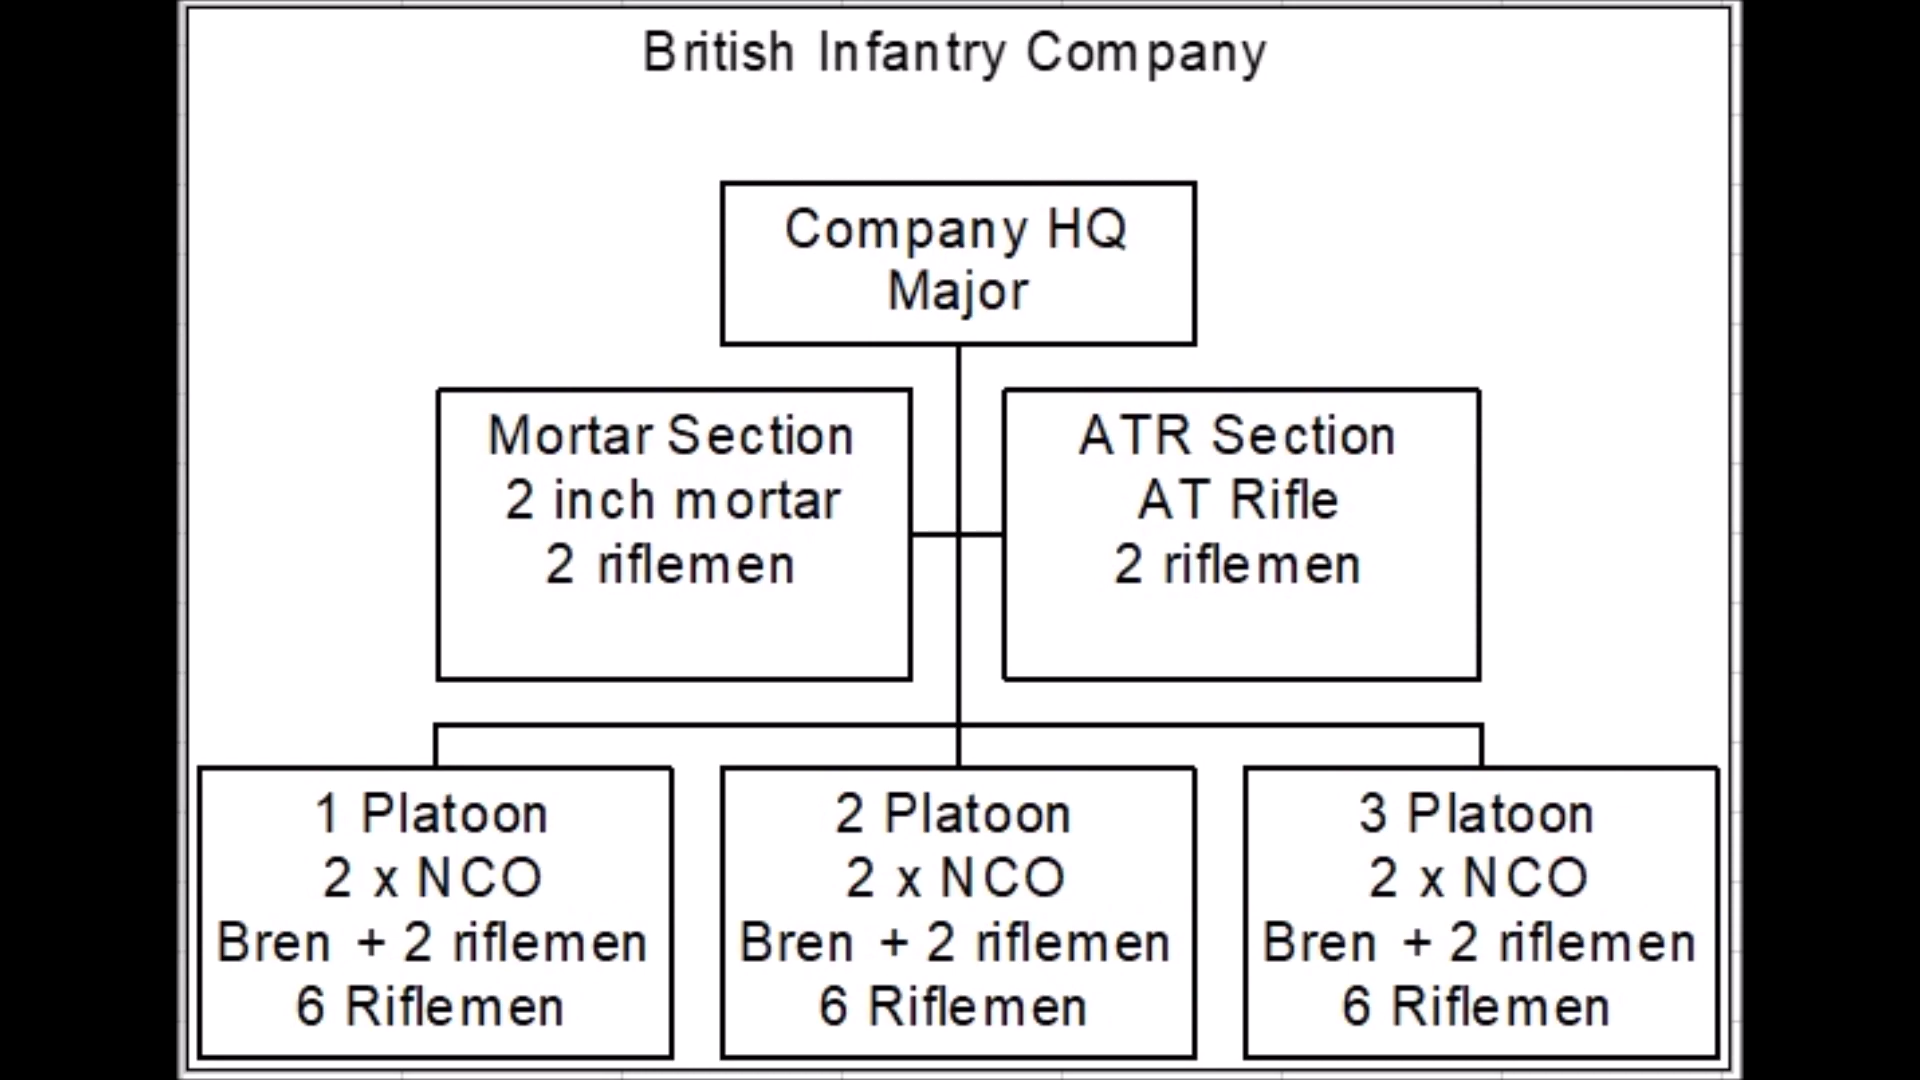 British Infantry Company
Company HQ
Major
Mortar Section
2 inch mortar
2 riflemen
ATR Section
AT Rifle
2 riflemen
1 Platoon
2 x NCO
Bren + 2 riflemen
6 Riflemen
2 Platoon
2 x NCO
Bren + 2 riflemen
6 Riflemen
3 Platoon
2 x NCO
Bren + 2 riflemen
6 Riflemen